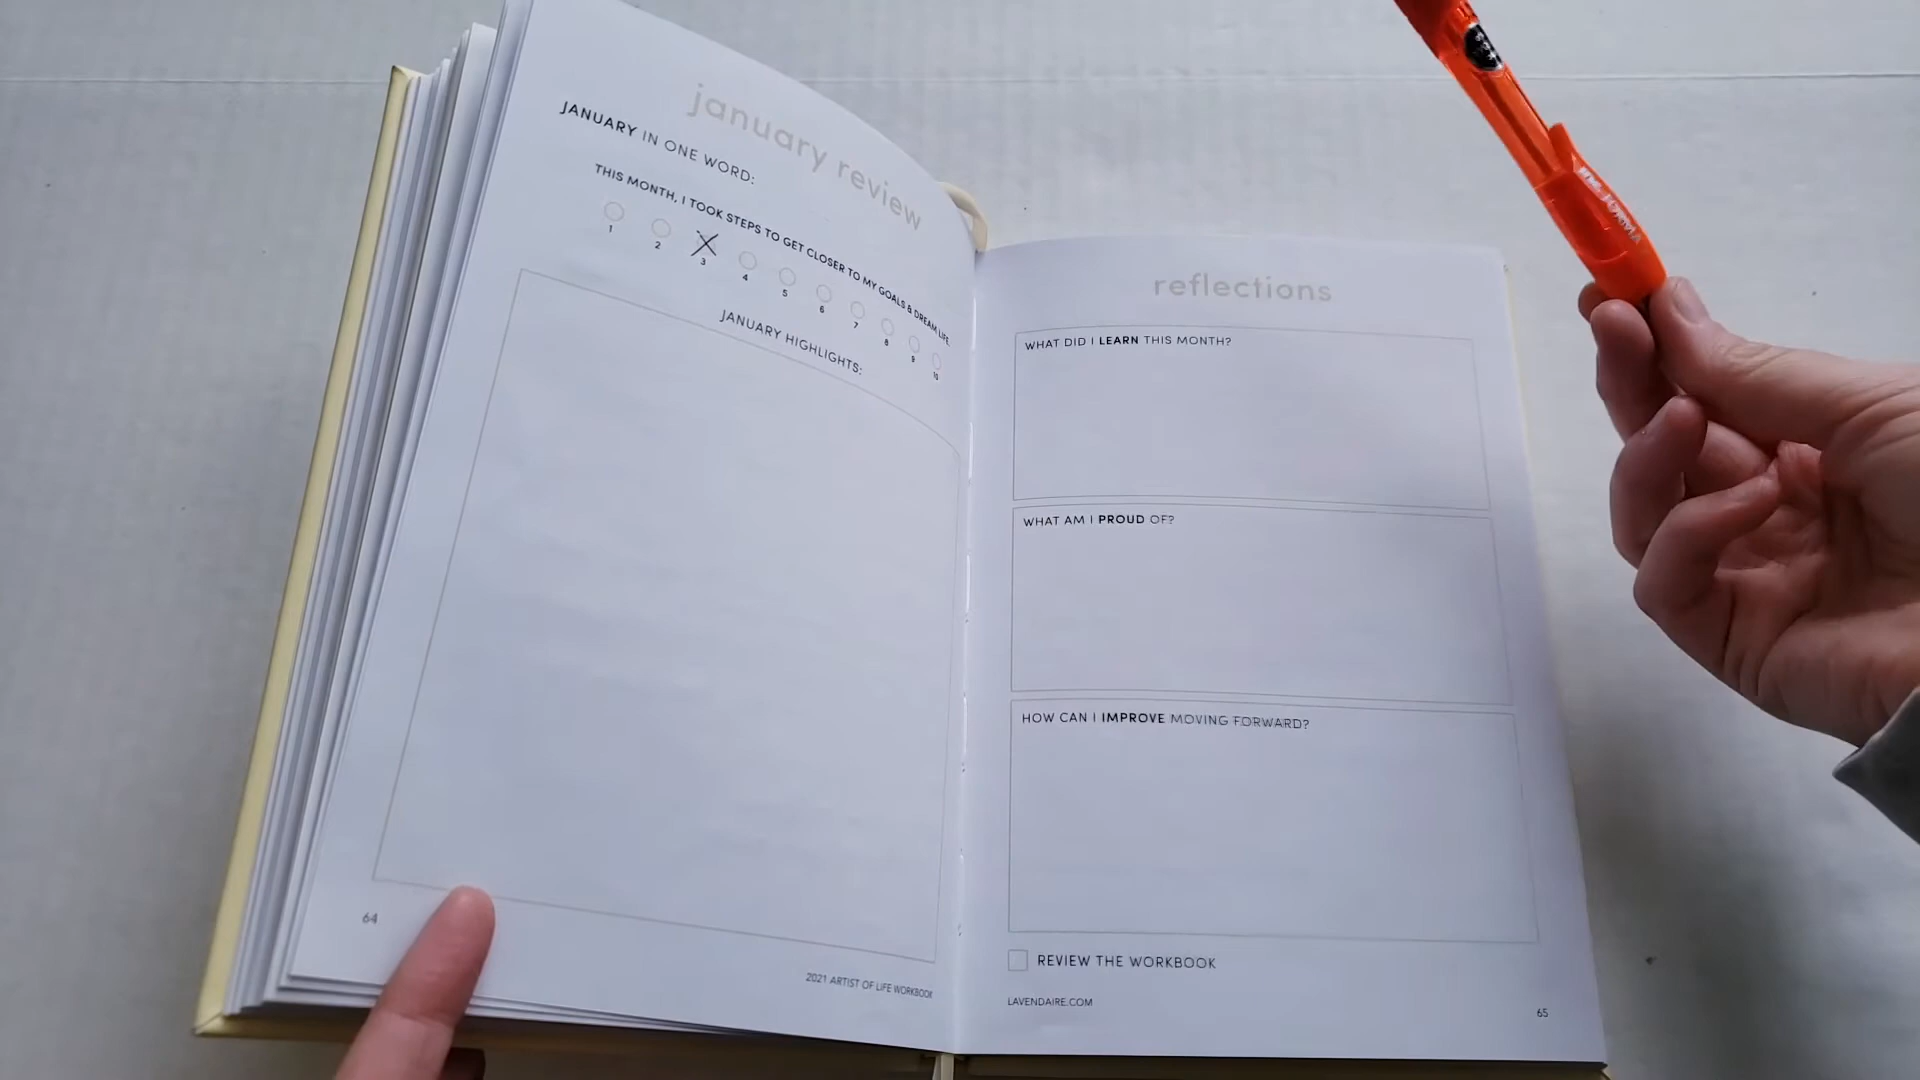 january review
JANUARY IN ONE WORD:
THIS MONTH, I TOOK STEPS TO GET CLOSER TO MY GOALS & DREAM LIFE.
1 2 3 4 5 6 7 8 9 10
JANUARY HIGHLIGHTS:
64
2021 ARTIST OF LIFE WORKBOOK
reflections
WHAT DID I LEARN THIS MONTH?
WHAT AM I PROUD OF?
HOW CAN I IMPROVE MOVING FORWARD?
REVIEW THE WORKBOOK
LAVENDAIRE.COM
65